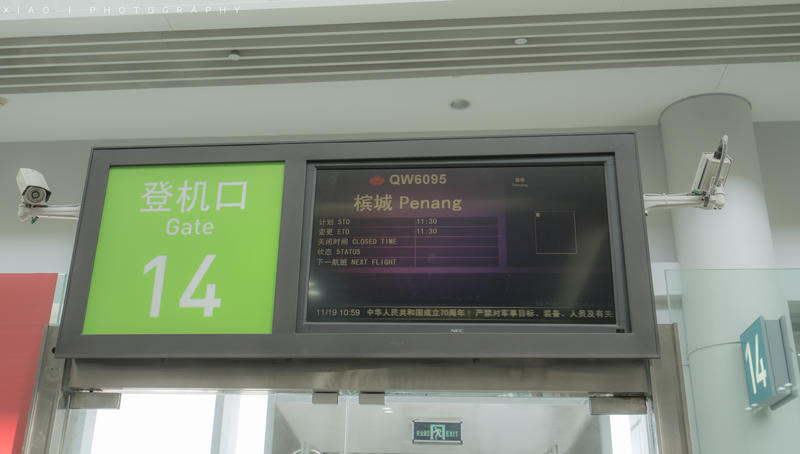 XIAO | PHOTOGRAPHY
登机口
Gate
14
QW6095
槟城 Penang
计划 STD 11:30
变更 ETD 11:30
关闭时间 CLOSED TIME
状态 STATUS
下一航班 NEXT FLIGHT
11/19 10:59 中华人民共和国成立70周年！严禁对军事目标、装备、人员及有关
NEC
EXIT
14